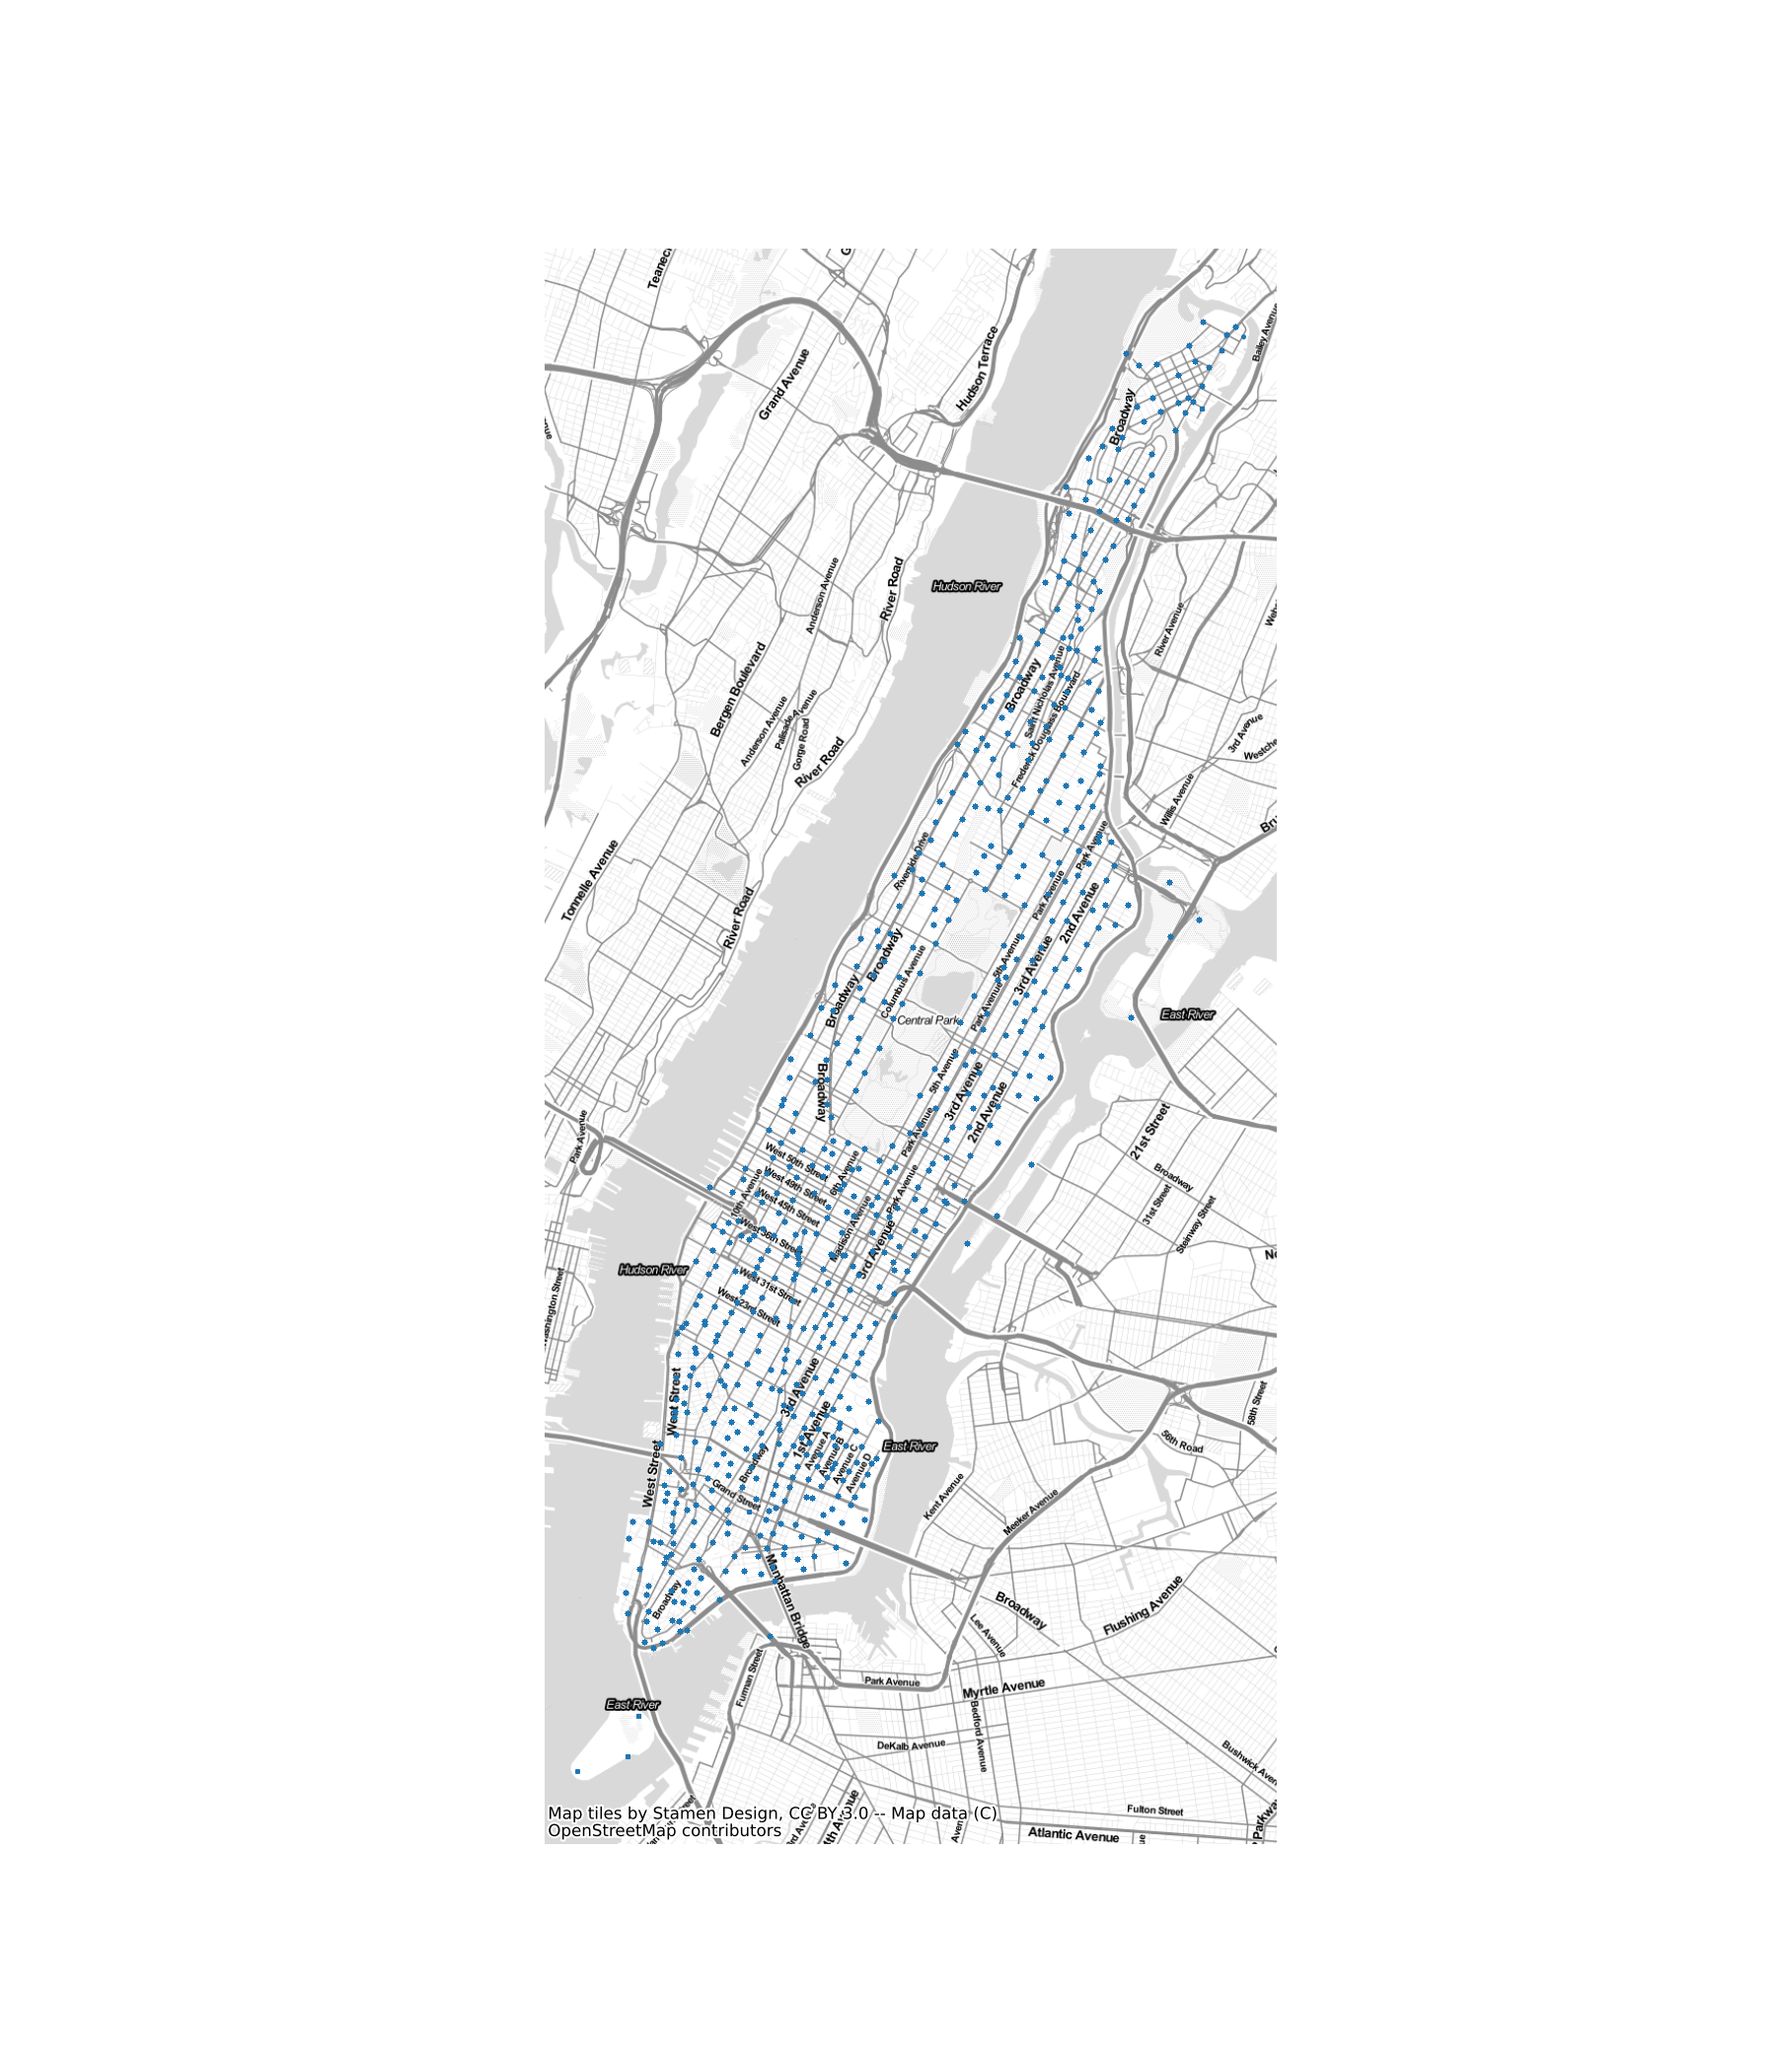 Teanec
Hudson Terrace
Grand Avenue
Bailey Avenue
Broadway
Hudson River
River Road
Anderson Avenue
River Avenue
Bergen Boulevard
Broadway
Saint Nicholas Avenue
Frederick Douglass Boulevard
Anderson Avenue
Palisade Avenue
Gorge Road
River Road
3rd Avenue
Westche
Willis Avenue
Bru
Tonnelle Avenue
Riverside Drive
Park Avenue
Park Avenue
2nd Avenue
River Road
Broadway
Columbus Avenue
5th Avenue
3rd Avenue
Broadway
Park Avenue
Central Park
East River
Broadway
5th Avenue
3rd Avenue
2nd Avenue
Park Avenue
Park Avenue
21st Street
West 50th Street
West 49th Street
West 45th Street
West 36th Street
10th Avenue
6th Avenue
Park Avenue
Madison Avenue
3rd Avenue
Broadway
31st Street
Steinway Street
Hudson River
West 31st Street
West 23rd Street
ashington Street
West Street
3rd Avenue
1st Avenue
Avenue A
Avenue B
Avenue C
Avenue D
East River
58th Street
56th Road
West Street
Broadway
Grand Street
Kent Avenue
Meeker Avenue
Manhattan Bridge
Broadway
Broadway
Lee Avenue
Flushing Avenue
Furman Street
Park Avenue
Myrtle Avenue
East River
Bedford Avenue
DeKalb Avenue
Bushwick Aven
Fulton Street
Atlantic Avenue
Parkwa
Map tiles by Stamen Design, CC BY 3.0 -- Map data (C)
OpenStreetMap contributors